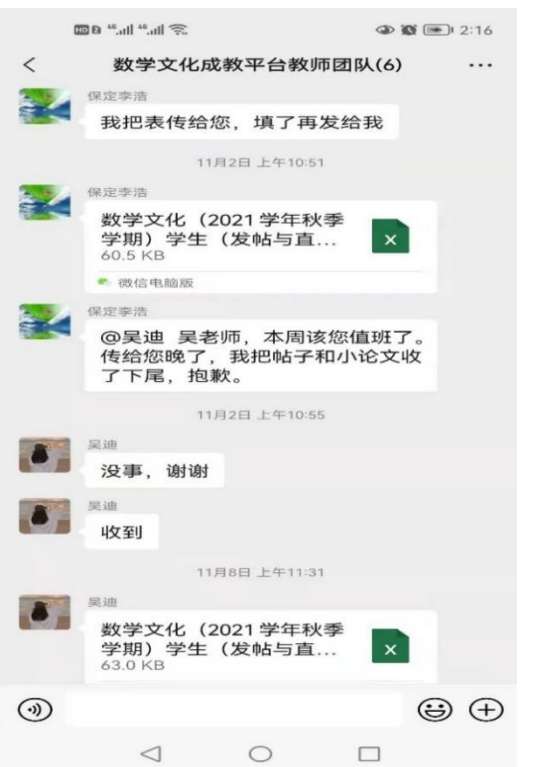 HD 2 4G 4G 2:16
数学文化成教平台教师团队(6)
保定李浩
我把表传给您，填了再发给我
11月2日 上午10:51
保定李浩
数学文化（2021 学年秋季
学期）学生（发帖与直...
60.5 KB
微信电脑版
保定李浩
@吴迪 吴老师，本周该您值班了。
传给您晚了，我把帖子和小论文收
了下尾，抱歉。
11月2日 上午10:55
吴迪
没事，谢谢
吴迪
收到
11月8日 上午11:31
吴迪
数学文化（2021 学年秋季
学期）学生（发帖与直...
63.0 KB